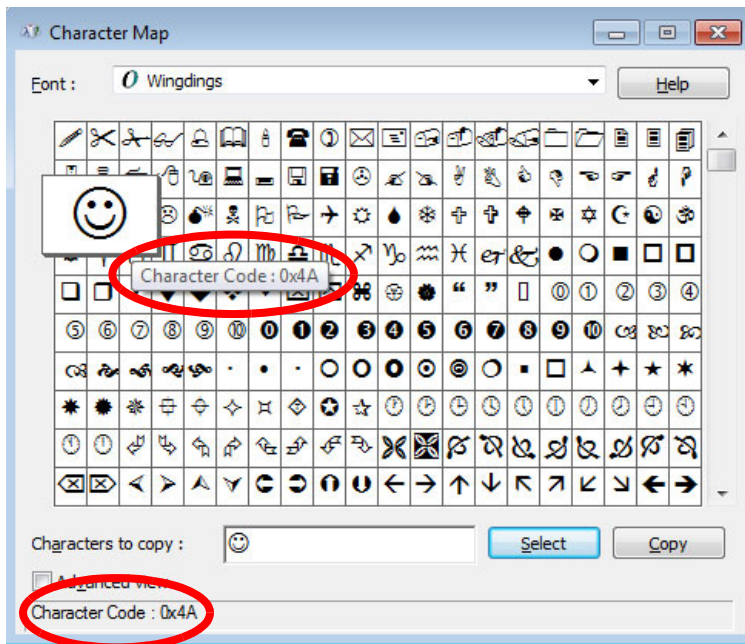 Character Map
Font : O Wingdings Help
Character Code : 0x4A
Characters to copy : ☺ Select Copy
Advanced view
Character Code : 0x4A